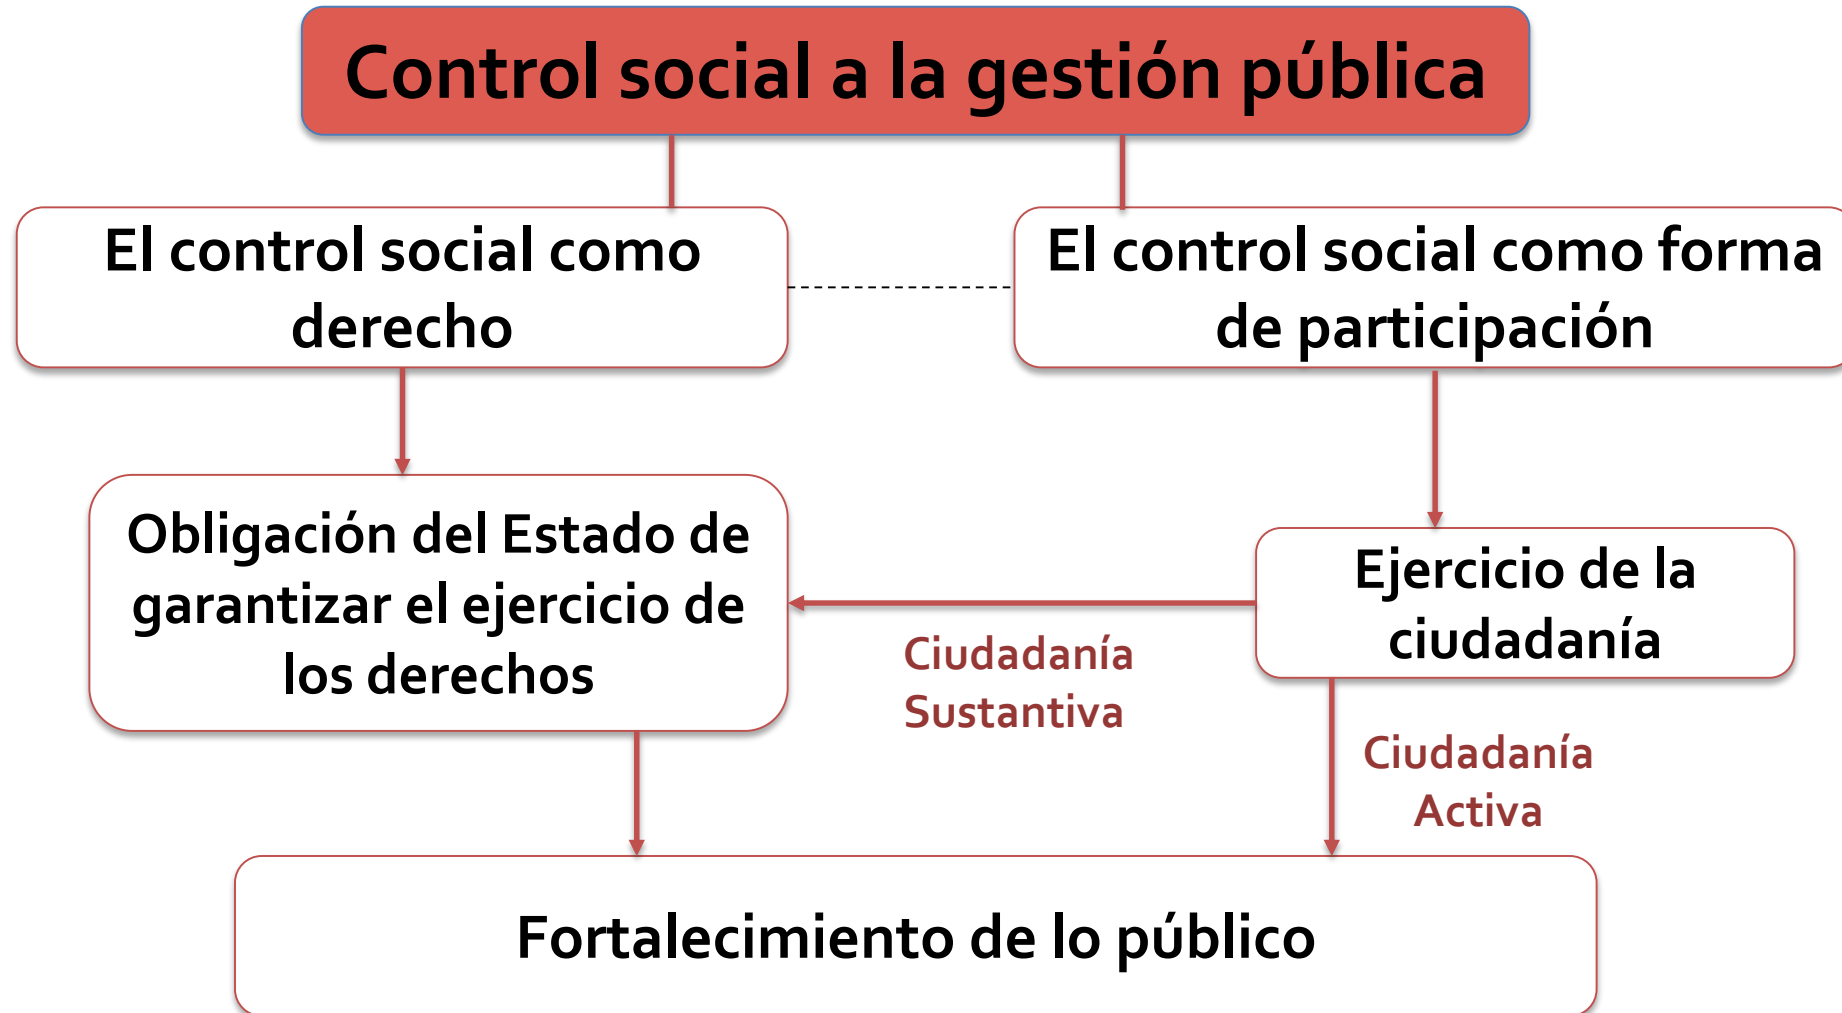 Control social a la gestión pública
El control social como
derecho
El control social como forma
de participación
Obligación del Estado de
garantizar el ejercicio de
los derechos
Ejercicio de la
ciudadanía
Ciudadanía
Sustantiva
Ciudadanía
Activa
Fortalecimiento de lo público